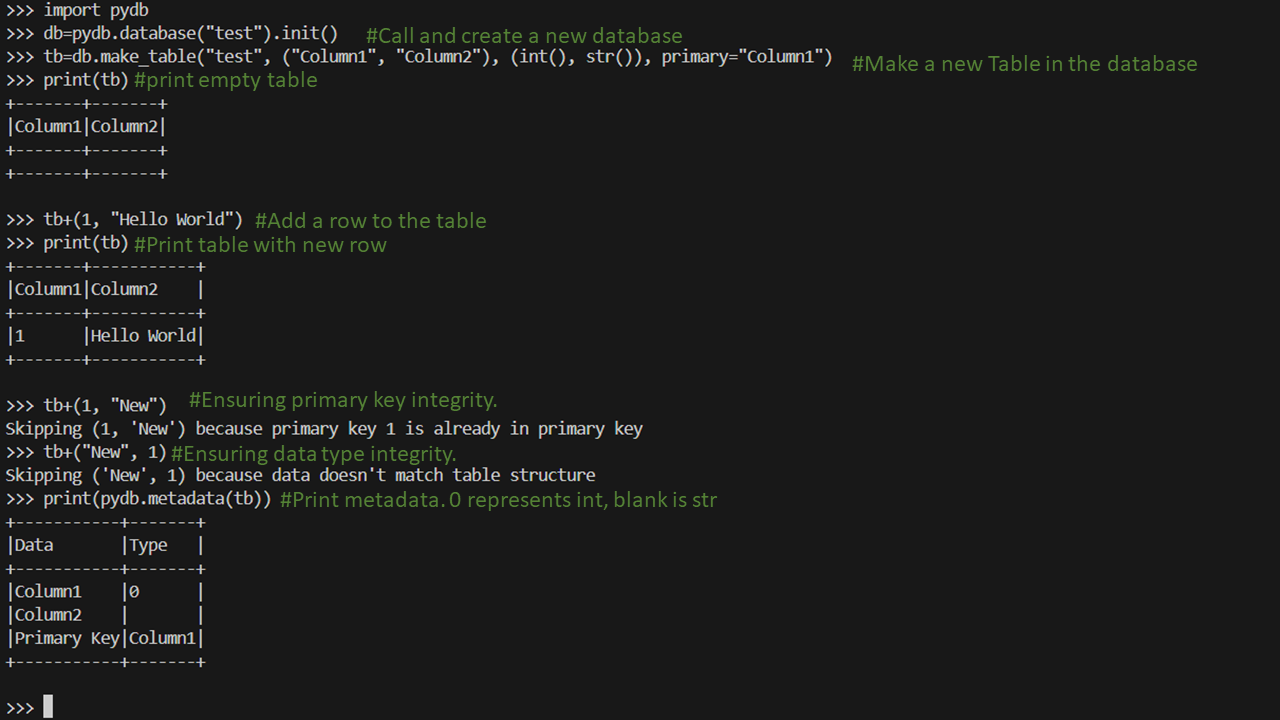 >>> import pydb
>>> db=pydb.database("test").init() #Call and create a new database
>>> tb=db.make_table("test", ("Column1", "Column2"), (int(), str()), primary="Column1") #Make a new Table in the database
>>> print(tb) #print empty table
+-------+-------+
|Column1|Column2|
+-------+-------+
+-------+-------+
>>> tb+(1, "Hello World") #Add a row to the table
>>> print(tb) #Print table with new row
+-------+-----------+
|Column1|Column2    |
+-------+-----------+
|1      |Hello World|
+-------+-----------+
>>> tb+(1, "New") #Ensuring primary key integrity.
Skipping (1, 'New') because primary key 1 is already in primary key
>>> tb+("New", 1) #Ensuring data type integrity.
Skipping ('New', 1) because data doesn't match table structure
>>> print(pydb.metadata(tb)) #Print metadata. 0 represents int, blank is str
+-----------+-------+
|Data       |Type   |
+-----------+-------+
|Column1    |0      |
|Column2    |       |
|Primary Key|Column1|
+-----------+-------+
>>>